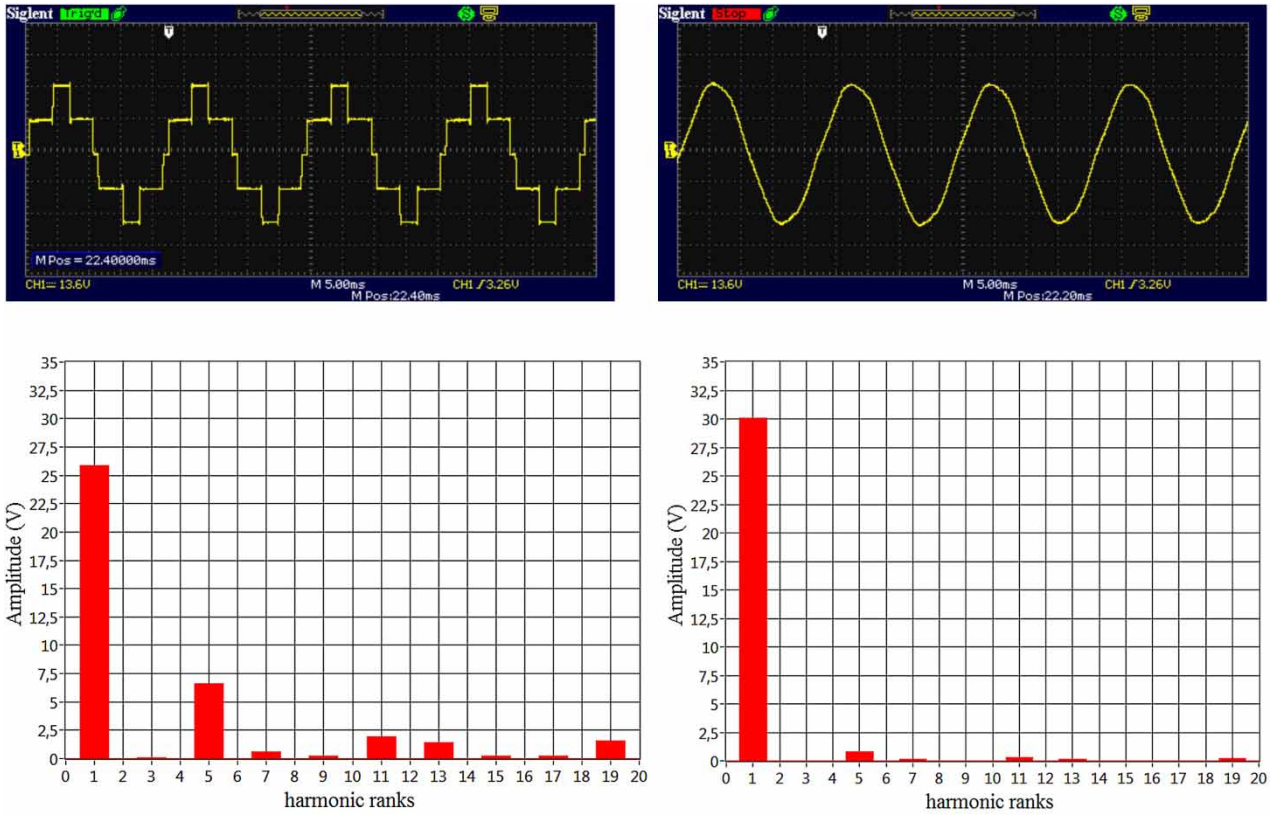 Siglent Trig'd
T
T
1
M Pos = 22.40000ms
CH1 13.6V
M 5.00ms
CH1 3.26V
M Pos:22.40ms
Siglent Stop
T
T
1
CH1 13.6V
M 5.00ms
CH1 3.26V
M Pos:22.20ms
Amplitude (V)
35
32,5
30
27,5
25
22,5
20
17,5
15
12,5
10
7,5
5
2,5
0
0 1 2 3 4 5 6 7 8 9 10 11 12 13 14 15 16 17 18 19 20
harmonic ranks
Amplitude (V)
35
32,5
30
27,5
25
22,5
20
17,5
15
12,5
10
7,5
5
2,5
0
0 1 2 3 4 5 6 7 8 9 10 11 12 13 14 15 16 17 18 19 20
harmonic ranks